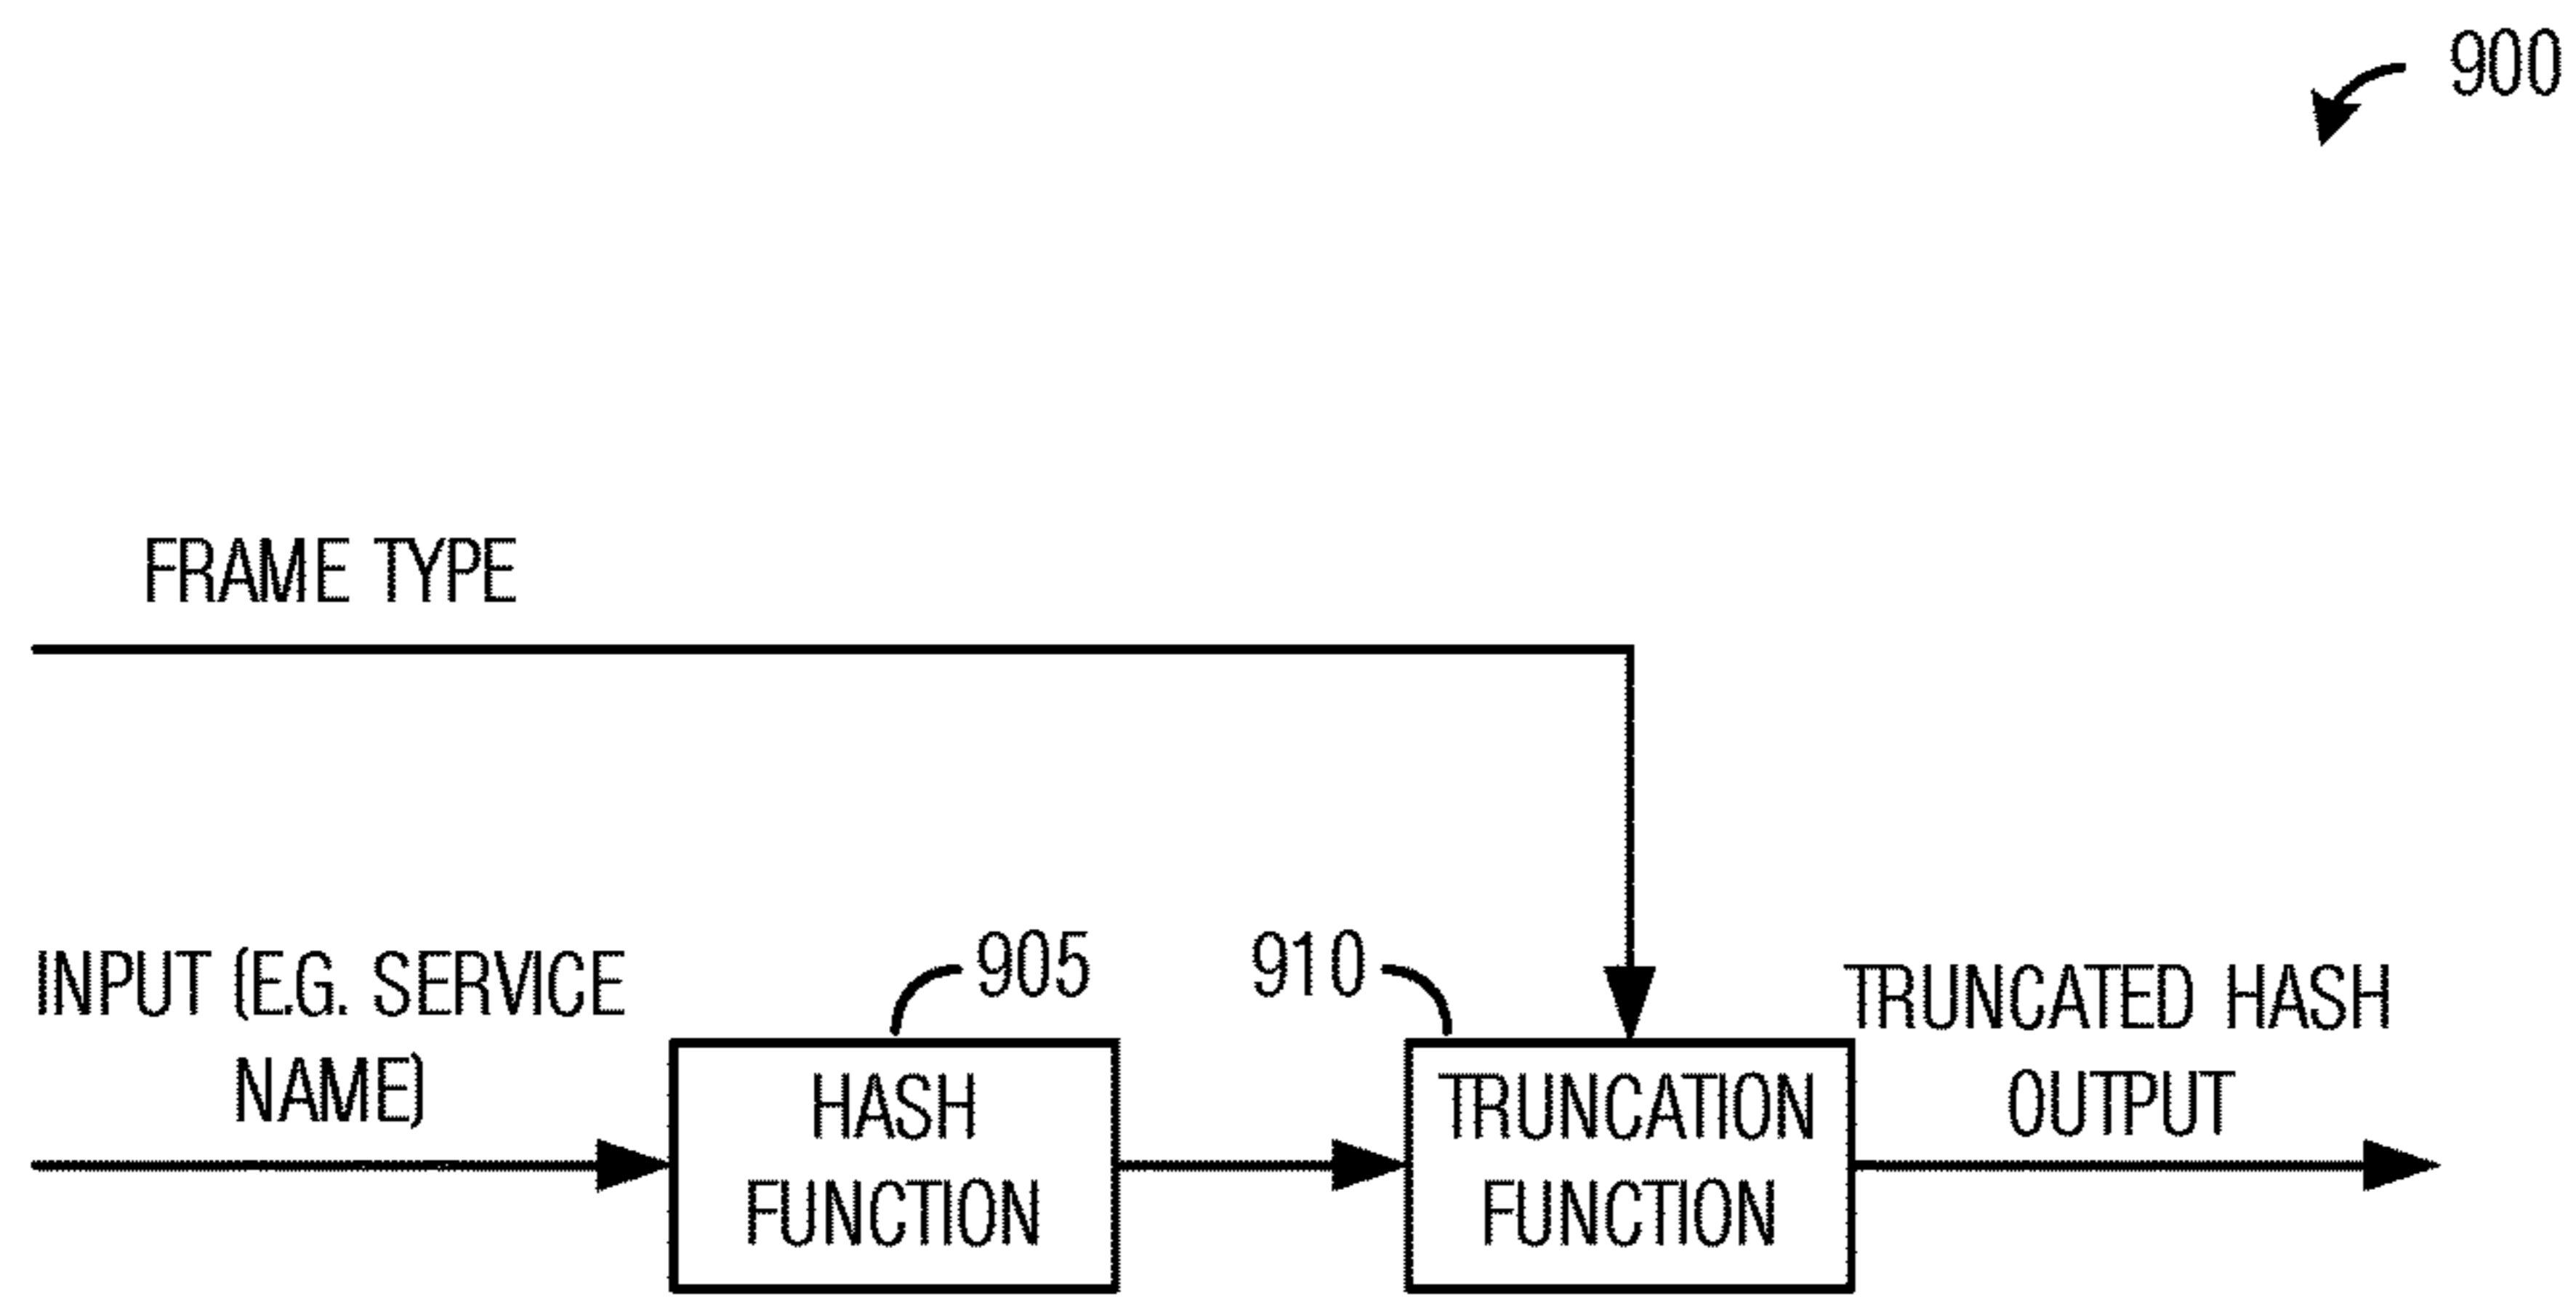 900
FRAME TYPE
INPUT (E.G. SERVICE
NAME)
905
910
TRUNCATED HASH
OUTPUT
HASH
FUNCTION
TRUNCATION
FUNCTION